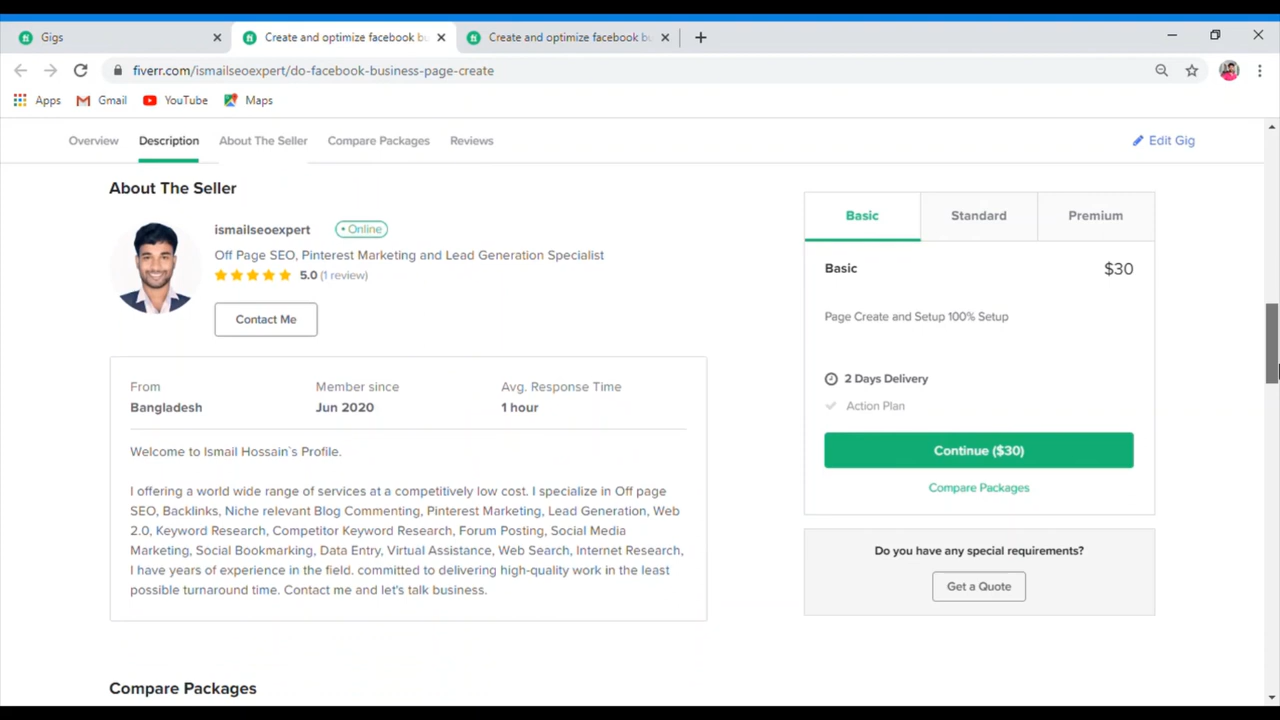 Gigs
Create and optimize facebook bu
Create and optimize facebook bu
fiverr.com/ismailseoexpert/do-facebook-business-page-create
Apps
Gmail
YouTube
Maps
Overview
Description
About The Seller
Compare Packages
Reviews
Edit Gig
About The Seller
ismailseoexpert
• Online
Off Page SEO, Pinterest Marketing and Lead Generation Specialist
5.0 (1 review)
Contact Me
From
Bangladesh
Member since
Jun 2020
Avg. Response Time
1 hour
Welcome to Ismail Hossain`s Profile.
I offering a world wide range of services at a competitively low cost. I specialize in Off page
SEO, Backlinks, Niche relevant Blog Commenting, Pinterest Marketing, Lead Generation, Web
2.0, Keyword Research, Competitor Keyword Research, Forum Posting, Social Media
Marketing, Social Bookmarking, Data Entry, Virtual Assistance, Web Search, Internet Research,
I have years of experience in the field. committed to delivering high-quality work in the least
possible turnaround time. Contact me and let's talk business.
Compare Packages
Basic
Standard
Premium
Basic
$30
Page Create and Setup 100% Setup
2 Days Delivery
Action Plan
Continue ($30)
Compare Packages
Do you have any special requirements?
Get a Quote